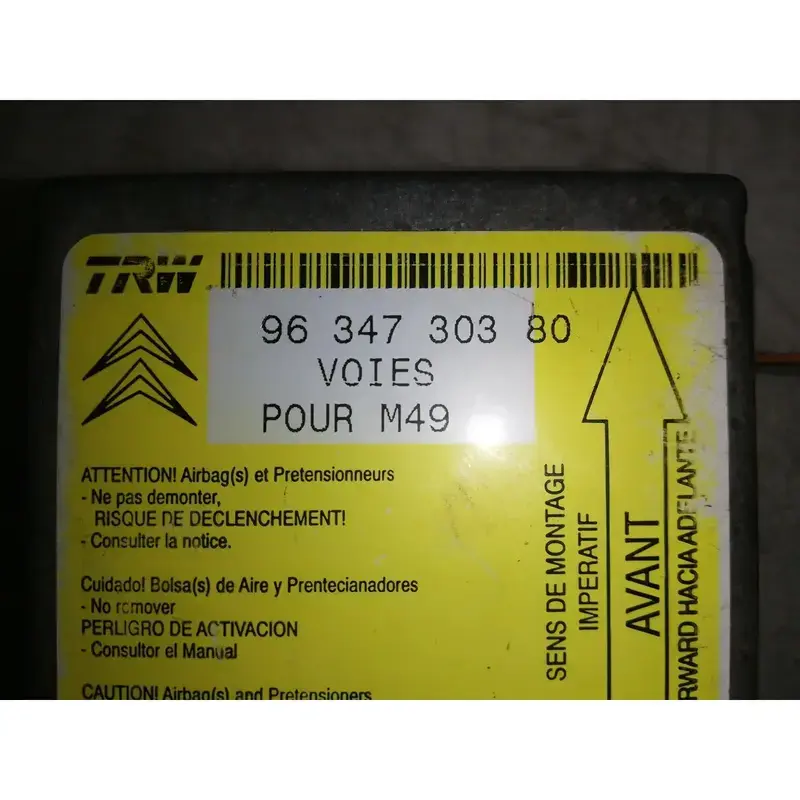 TRW
96 347 303 80
VOIES
POUR M49
ATTENTION! Airbag(s) et Pretensionneurs
- Ne pas demonter,
RISQUE DE DECLENCHEMENT!
- Consulter la notice.
Cuidado! Bolsa(s) de Aire y Prentecianadores
- No remover
PERLIGRO DE ACTIVACION
- Consultor el Manual
CAUTION! Airbag(s) and Pretensioners
SENS DE MONTAGE
IMPERATIF
AVANT
RWARD HACIA ADELANTE